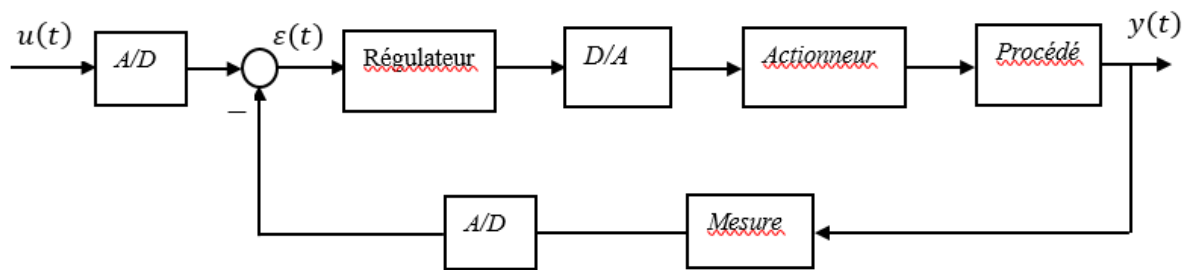 u(t)
A/D
ε(t)
Régulateur
D/A
Actionneur
Procédé
y(t)
−
A/D
Mesure